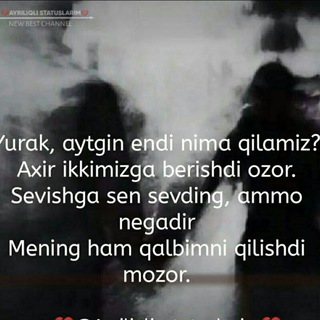 AYRILIQLI STATUSLARIM
NEW BEST CHANNEL
Yurak, aytgin endi nima qilamiz?
Axir ikkimizga berishdi ozor.
Sevishga sen sevding, ammo
negadir
Mening ham qalbimni qilishdi
mozor.